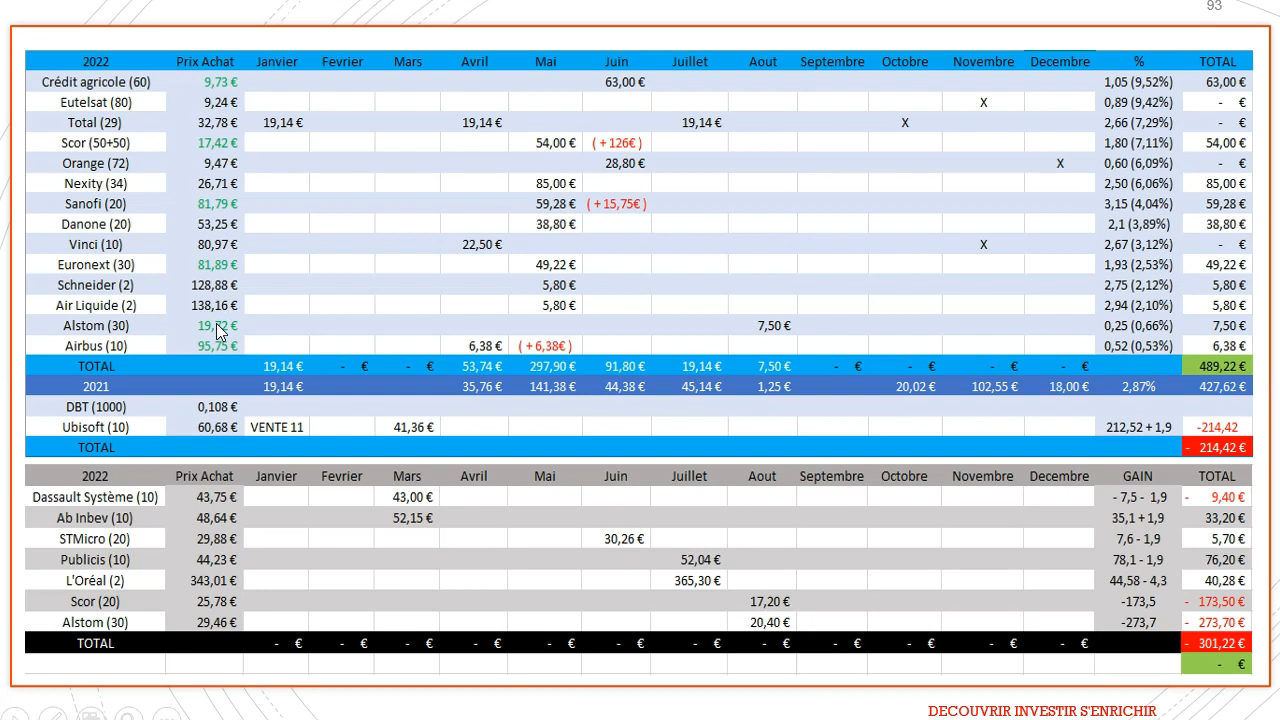 93
2022 Prix Achat Janvier Fevrier Mars Avril Mai Juin Juillet Aout Septembre Octobre Novembre Decembre % TOTAL
Crédit agricole (60) 9,73 € 63,00 € 1,05 (9,52%) 63,00 €
Eutelsat (80) 9,24 € X 0,89 (9,42%) - €
Total (29) 32,78 € 19,14 € 19,14 € 19,14 € X 2,66 (7,29%) - €
Scor (50+50) 17,42 € 54,00 € ( +126€ ) 1,80 (7,11%) 54,00 €
Orange (72) 9,47 € 28,80 € X 0,60 (6,09%) - €
Nexity (34) 26,71 € 85,00 € 2,50 (6,06%) 85,00 €
Sanofi (20) 81,79 € 59,28 € ( +15,75€ ) 3,15 (4,04%) 59,28 €
Danone (20) 53,25 € 38,80 € 2,1 (3,89%) 38,80 €
Vinci (10) 80,97 € 22,50 € X 2,67 (3,12%) - €
Euronext (30) 81,89 € 49,22 € 1,93 (2,53%) 49,22 €
Schneider (2) 128,88 € 5,80 € 2,75 (2,12%) 5,80 €
Air Liquide (2) 138,16 € 5,80 € 2,94 (2,10%) 5,80 €
Alstom (30) 7,50 € 0,25 (0,66%) 7,50 €
Airbus (10) 95,75 € 6,38 € ( +6,38€ ) 0,52 (0,53%) 6,38 €
TOTAL 19,14 € - € - € 53,74 € 297,90 € 91,80 € 19,14 € 7,50 € - € - € - € - € 489,22 €
2021 19,14 € 35,76 € 141,38 € 44,38 € 45,14 € 1,25 € 20,02 € 102,55 € 18,00 € 2,87% 427,62 €
DBT (1000) 0,108 €
Ubisoft (10) 60,68 € VENTE 11 41,36 € 212,52 + 1,9 -214,42
TOTAL - 214,42 €
2022 Prix Achat Janvier Fevrier Mars Avril Mai Juin Juillet Aout Septembre Octobre Novembre Decembre GAIN TOTAL
Dassault Système (10) 43,75 € 43,00 € - 7,5 - 1,9 - 9,40 €
Ab Inbev (10) 48,64 € 52,15 € 35,1 + 1,9 33,20 €
STMicro (20) 29,88 € 30,26 € 7,6 - 1,9 5,70 €
Publicis (10) 44,23 € 52,04 € 78,1 - 1,9 76,20 €
L'Oréal (2) 343,01 € 365,30 € 44,58 - 4,3 40,28 €
Scor (20) 25,78 € 17,20 € -173,5 - 173,50 €
Alstom (30) 29,46 € 20,40 € -273,7 - 273,70 €
TOTAL - € - € - € - € - € - € - € - € - € - € - € - € - 301,22 €
- €
DECOUVRIR INVESTIR S'ENRICHIR